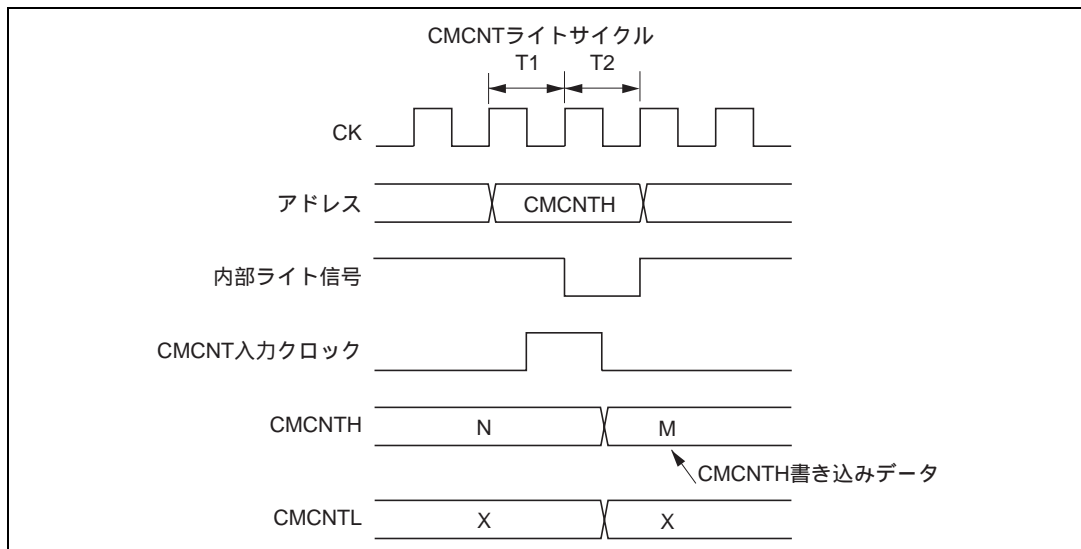 CMCNTライトサイクル
T1 T2
CK
アドレス CMCNTH
内部ライト信号
CMCNT入力クロック
CMCNTH N M
CMCNTH書き込みデータ
CMCNTL X X